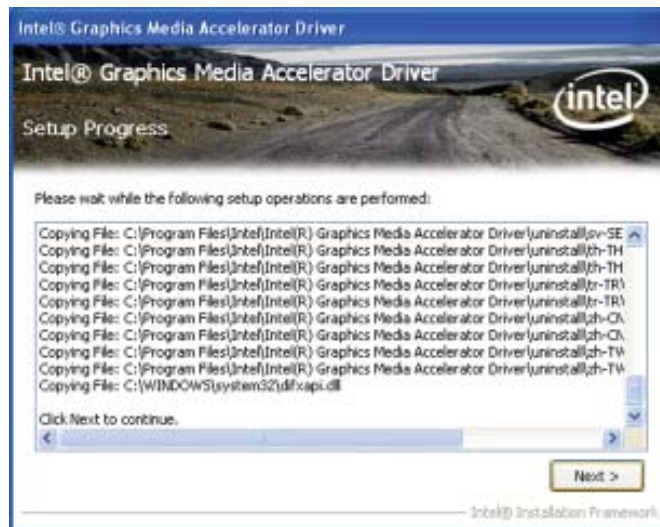 Intel® Graphics Media Accelerator Driver
Intel® Graphics Media Accelerator Driver
intel
Setup Progress
Please wait while the following setup operations are performed:
Copying File: C:\Program Files\Intel\Intel(R) Graphics Media Accelerator Driver\uninstall\sv-SE
Copying File: C:\Program Files\Intel\Intel(R) Graphics Media Accelerator Driver\uninstall\th-TH
Copying File: C:\Program Files\Intel\Intel(R) Graphics Media Accelerator Driver\uninstall\th-TH
Copying File: C:\Program Files\Intel\Intel(R) Graphics Media Accelerator Driver\uninstall\tr-TR\
Copying File: C:\Program Files\Intel\Intel(R) Graphics Media Accelerator Driver\uninstall\tr-TR\
Copying File: C:\Program Files\Intel\Intel(R) Graphics Media Accelerator Driver\uninstall\zh-CN
Copying File: C:\Program Files\Intel\Intel(R) Graphics Media Accelerator Driver\uninstall\zh-CN
Copying File: C:\Program Files\Intel\Intel(R) Graphics Media Accelerator Driver\uninstall\zh-TW
Copying File: C:\Program Files\Intel\Intel(R) Graphics Media Accelerator Driver\uninstall\zh-TW
Copying File: C:\WINDOWS\system32\difxapi.dll
Click Next to continue.
Next >
Intel® Installation Framework